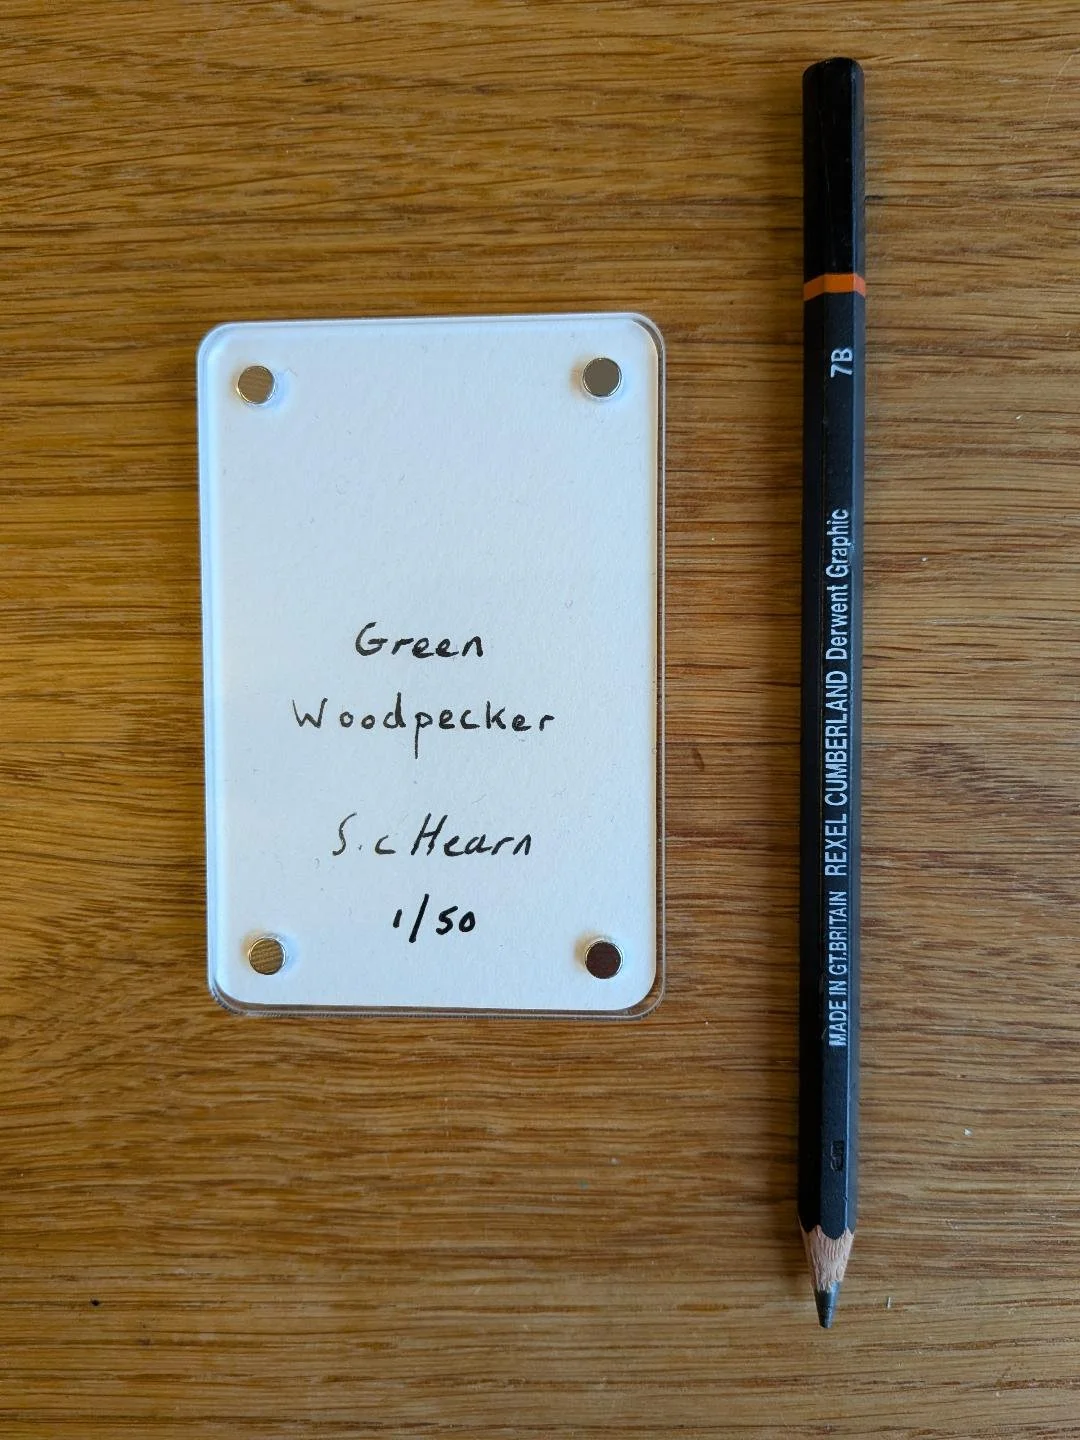 Green
Woodpecker
S.C Hearn
1/50
MADE IN GT.BRITAIN REXEL CUMBERLAND Derwent Graphic 7B